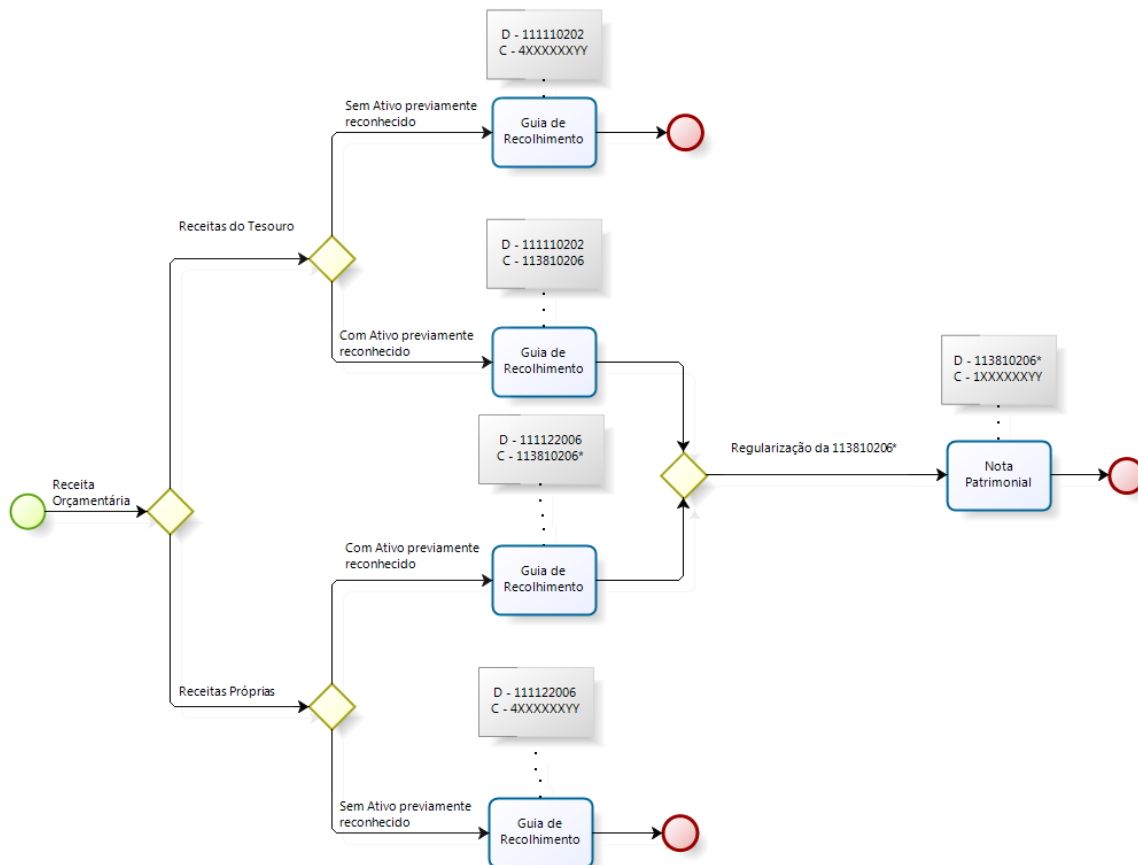 D - 111110202
C - 4XXXXXXYY
Sem Ativo previamente
reconhecido
Guia de
Recolhimento
Receitas do Tesouro
D - 111110202
C - 113810206
Com Ativo previamente
reconhecido
Guia de
Recolhimento
D - 113810206*
C - 1XXXXXXYY
D - 111122006
C - 113810206*
Regularização da 113810206*
Nota
Patrimonial
Receita
Orçamentária
Com Ativo previamente
reconhecido
Guia de
Recolhimento
Receitas Próprias
D - 111122006
C - 4XXXXXXYY
Sem Ativo previamente
reconhecido
Guia de
Recolhimento